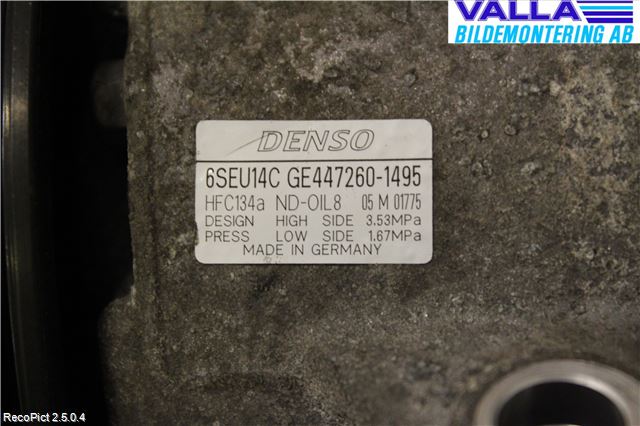 VALLA
BILDEMONTERING AB
DENSO
6SEU14C GE447260-1495
HFC134a ND-OIL8 05 M 01775
DESIGN HIGH SIDE 3.53MPa
PRESS LOW SIDE 1.67MPa
MADE IN GERMANY
RecoPict 2.5.0.4